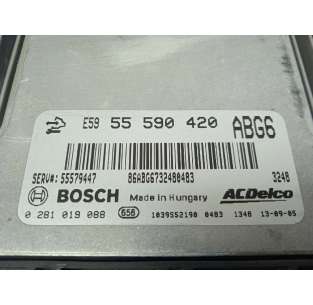 E59 55 590 420 ABG6
SERV#: 55579447 86ABG6732480483 3248
BOSCH Made in Hungary ACDelco
0 281 019 088 656 1039S52190 0483 1348 13-09-05